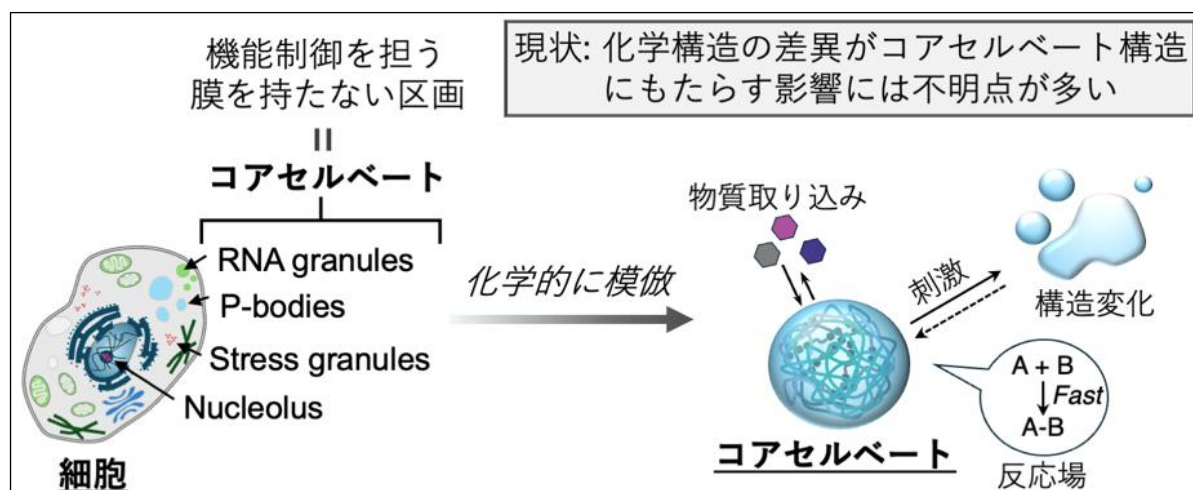 機能制御を担う
膜を持たない区画
=
コアセルベート
RNA granules
P-bodies
Stress granules
Nucleolus
細胞
化学的に模倣
現状: 化学構造の差異がコアセルベート構造
にもたらす影響には不明点が多い
物質取り込み
刺激
構造変化
コアセルベート
A + B
Fast
A-B
反応場